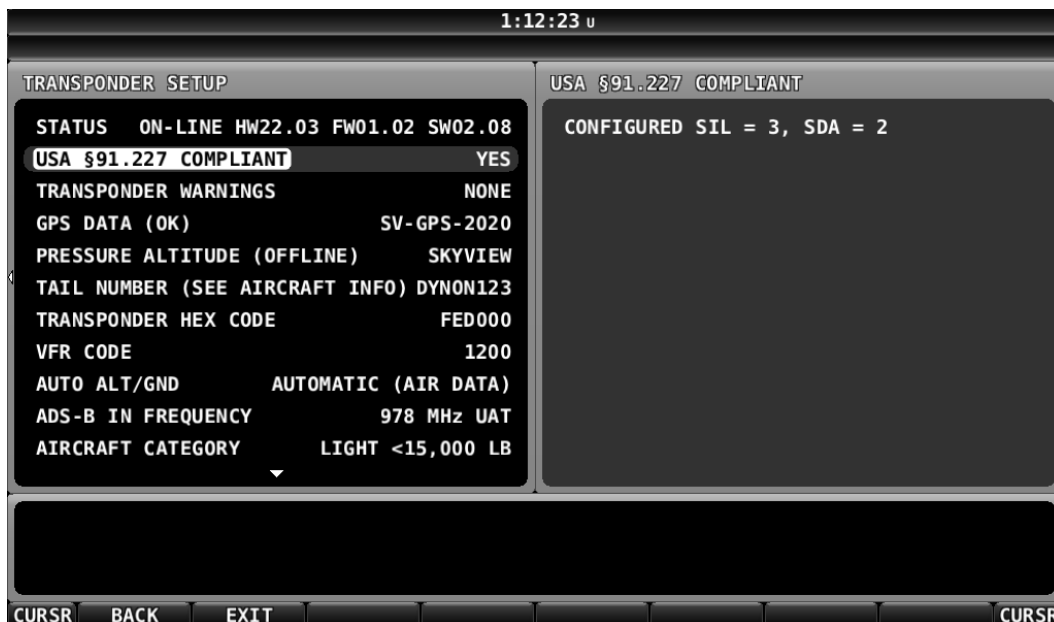 1:12:23 U
TRANSPONDER SETUP
STATUS ON-LINE HW22.03 FW01.02 SW02.08
USA §91.227 COMPLIANT YES
TRANSPONDER WARNINGS NONE
GPS DATA (OK) SV-GPS-2020
PRESSURE ALTITUDE (OFFLINE) SKYVIEW
TAIL NUMBER (SEE AIRCRAFT INFO) DYNON123
TRANSPONDER HEX CODE FED000
VFR CODE 1200
AUTO ALT/GND AUTOMATIC (AIR DATA)
ADS-B IN FREQUENCY 978 MHz UAT
AIRCRAFT CATEGORY LIGHT <15,000 LB
USA §91.227 COMPLIANT
CONFIGURED SIL = 3, SDA = 2
CURSR BACK EXIT CURSR